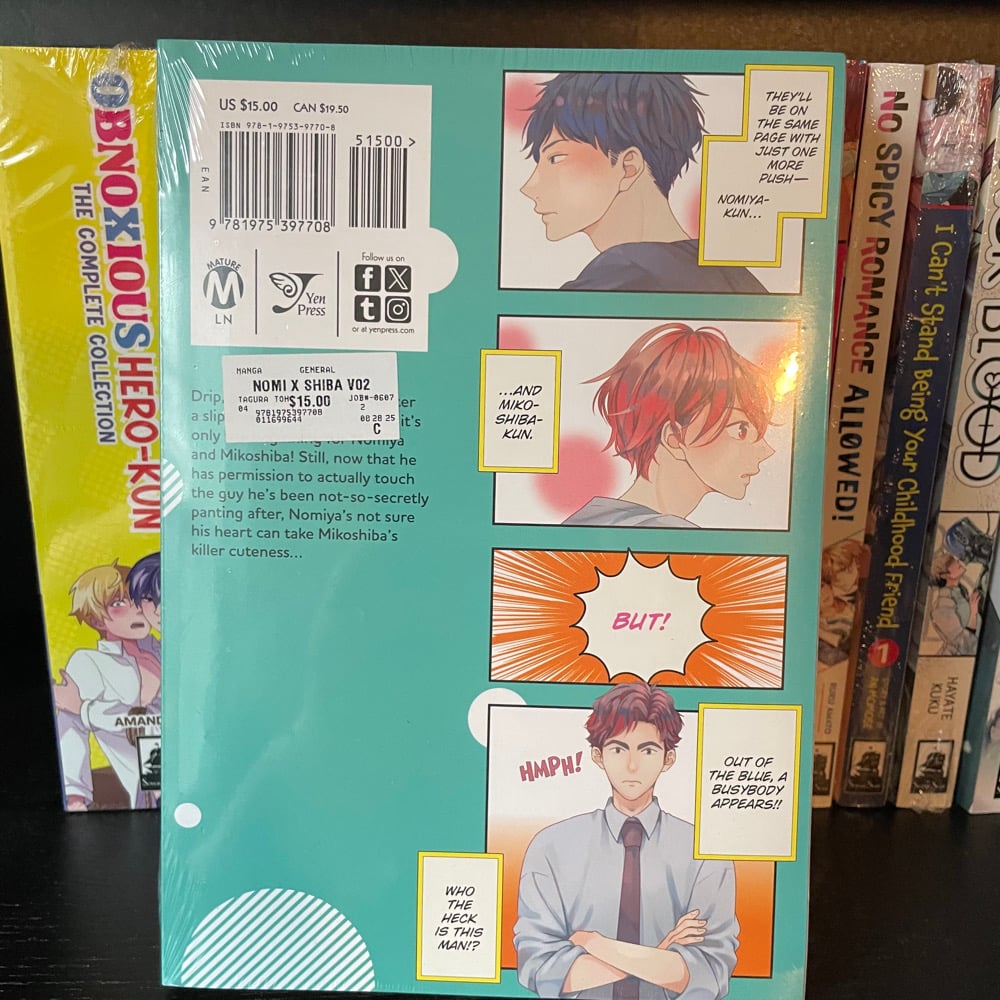 OBNOXIOUS HERO-KUN
THE COMPLETE COLLECTION
AMAND
US $15.00 CAN $19.50
ISBN 978-1-9753-9770-8
51500 >
EAN
9 781975 397708
MATURE
M
LN
Yen
Press
Follow us on
or at yenpress.com
MANGA GENERAL
NOMI X SHIBA V02
TAGURA TOH $15.00 JOB#-0607
04 9781975397708 2
011699644 08 28 25
C
Drip,
a slip
only
and Mikoshiba! Still, now that he
has permission to actually touch
the guy he's been not-so-secretly
panting after, Nomiya's not sure
his heart can take Mikoshiba's
killer cuteness...
THEY'LL
BE ON
THE SAME
PAGE WITH
JUST ONE
MORE
PUSH—
NOMIYA-
KUN...
...AND
MIKO-
SHIBA-
KUN.
BUT!
HMPH!
OUT OF
THE BLUE, A
BUSYBODY
APPEARS!!
WHO
THE
HECK
IS THIS
MAN!?
NO SPICY ROMANCE ALLOWED!
I Can't Stand Being Your Childhood Friend
1
HAYATE
KUKU
BLOOD